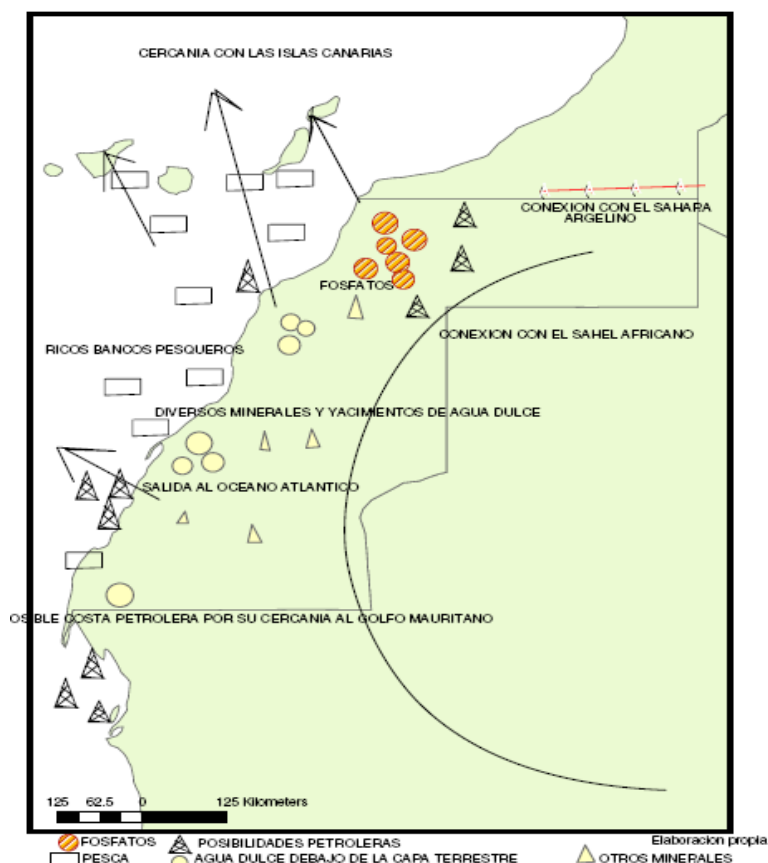 CERCANIA CON LAS ISLAS CANARIAS
CONEXION CON EL SAHARA
ARGELINO
FOSFATOS
CONEXION CON EL SAHEL AFRICANO
RICOS BANCOS PESQUEROS
DIVERSOS MINERALES Y YACIMIENTOS DE AGUA DULCE
SALIDA AL OCEANO ATLANTICO
OSIBLE COSTA PETROLERA POR SU CERCANIA AL GOLFO MAURITANO
125 62.5 0 125 Kilometers
Elaboracion propia
FOSFATOS POSIBILIDADES PETROLERAS
PESCA AGUA DULCE DEBAJO DE LA CAPA TERRESTRE OTROS MINERALES